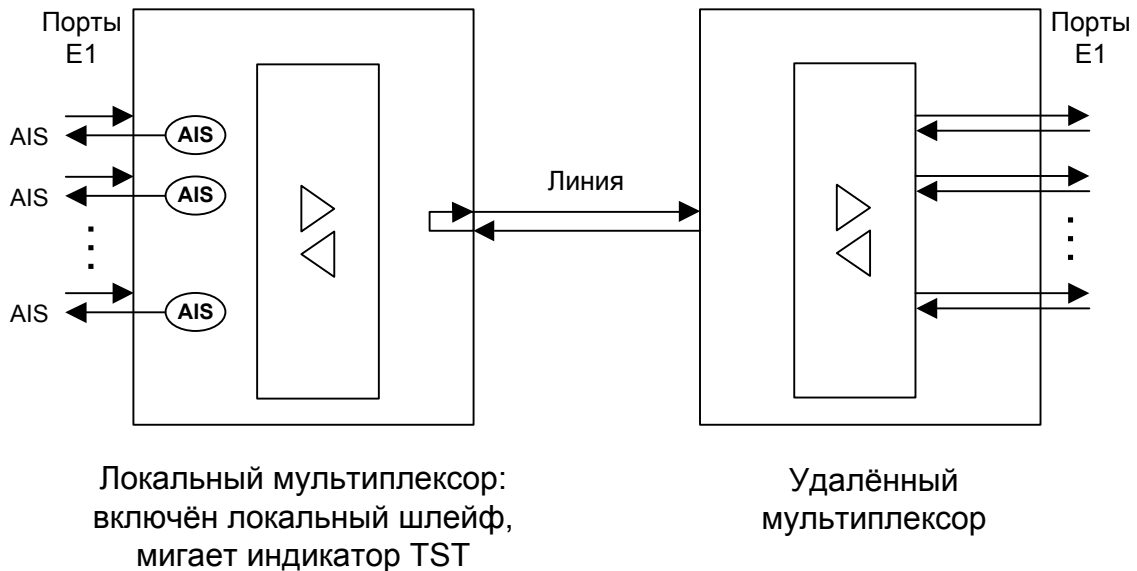 Порты
E1
AIS
AIS
AIS
AIS
AIS
AIS
Линия
Порты
E1
Локальный мультиплексор:
включён локальный шлейф,
мигает индикатор TST
Удалённый
мультиплексор